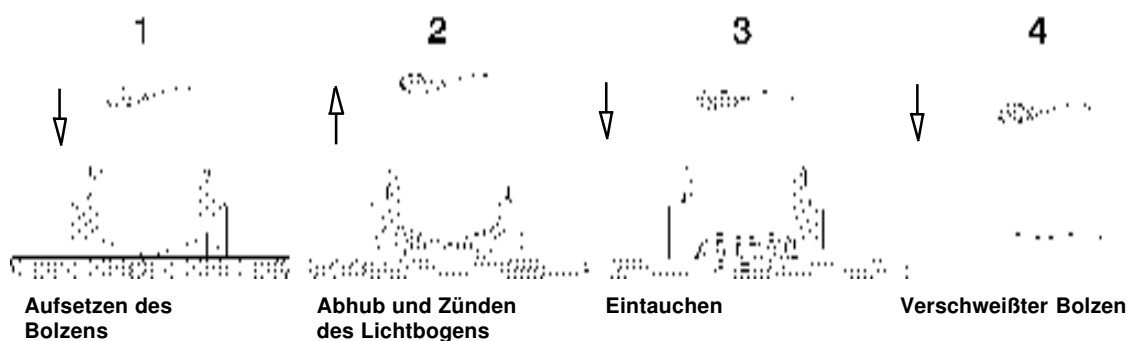 1 2 3 4
Aufsetzen des
Bolzens
Abhub und Zünden
des Lichtbogens
Eintauchen
Verschweißter Bolzen